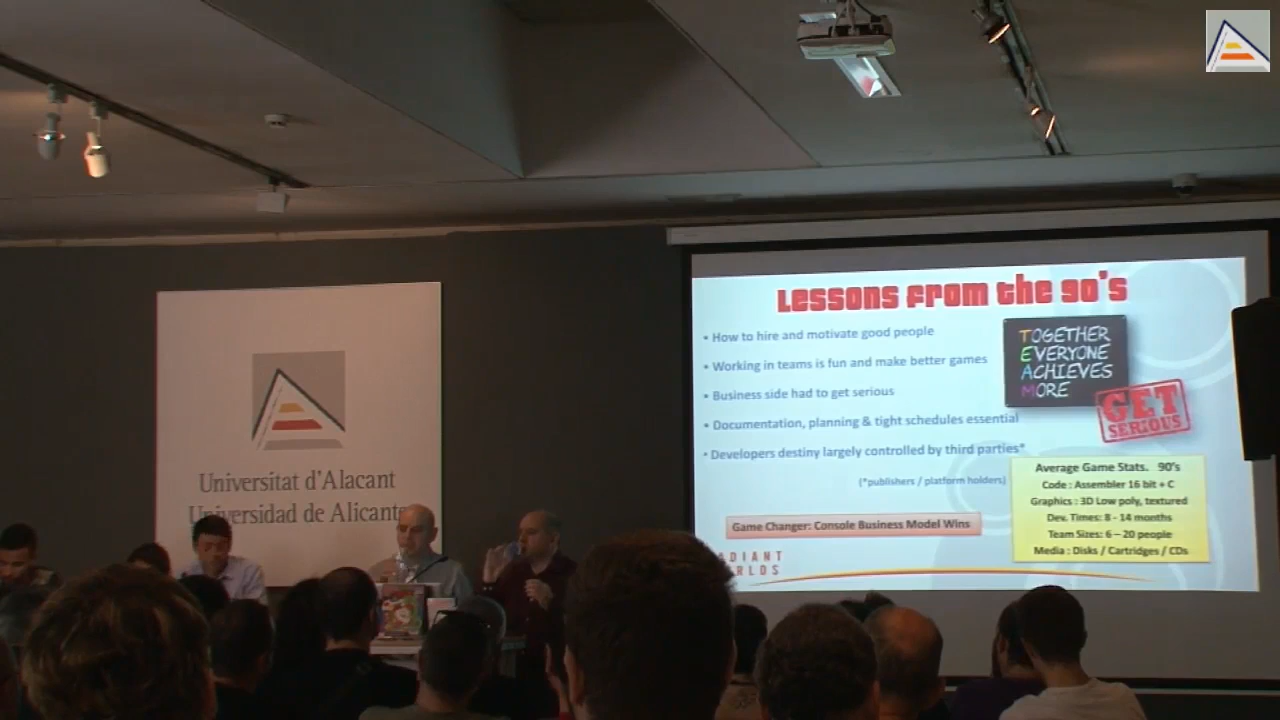 Universitat d'Alacant
Universidad de Alicante
Lessons from the 90's
• How to hire and motivate good people
• Working in teams is fun and make better games
• Business side had to get serious
• Documentation, planning & tight schedules essential
• Developers destiny largely controlled by third parties*
(*publishers / platform holders)
Game Changer: Console Business Model Wins
TOGETHER
EVERYONE
ACHIEVES
MORE
GET
SERIOUS
Average Game Stats. 90's
Code : Assembler 16 bit + C
Graphics : 3D Low poly, textured
Dev. Times: 8 - 14 months
Team Sizes: 6 – 20 people
Media : Disks / Cartridges / CDs